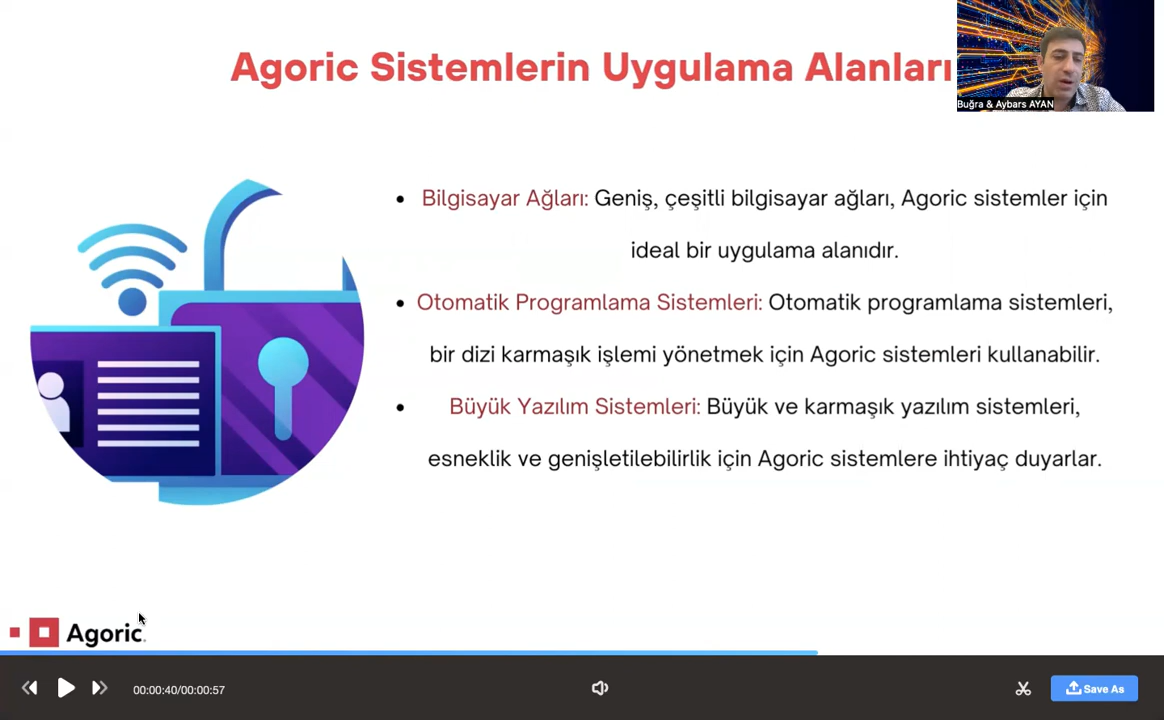 Agoric Sistemlerin Uygulama Alanları
Buğra & Aybars AYAN
Bilgisayar Ağları: Geniş, çeşitli bilgisayar ağları, Agoric sistemler için
ideal bir uygulama alanıdır.
Otomatik Programlama Sistemleri: Otomatik programlama sistemleri,
bir dizi karmaşık işlemi yönetmek için Agoric sistemleri kullanabilir.
Büyük Yazılım Sistemleri: Büyük ve karmaşık yazılım sistemleri,
esneklik ve genişletilebilirlik için Agoric sistemlere ihtiyaç duyarlar.
Agoric
00:00:40/00:00:57
Save As